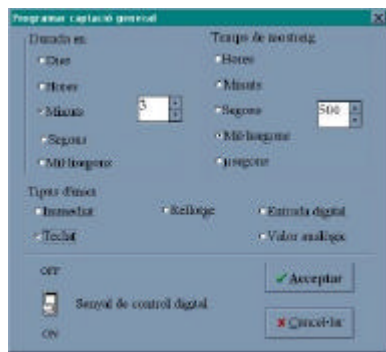 Programar captació general
Durada en
Temps de mostreig
Dies
Hores
Hores
Minuts
Minuts
3
Segons
500
Segons
Mil·lisegons
Mil·lisegons
µsegons
Tipus d'inici
Immediat
Rellotge
Entrada digital
Teclat
Valor analògic
OFF
Senyal de control digital
ON
Acceptar
Cancel·lar